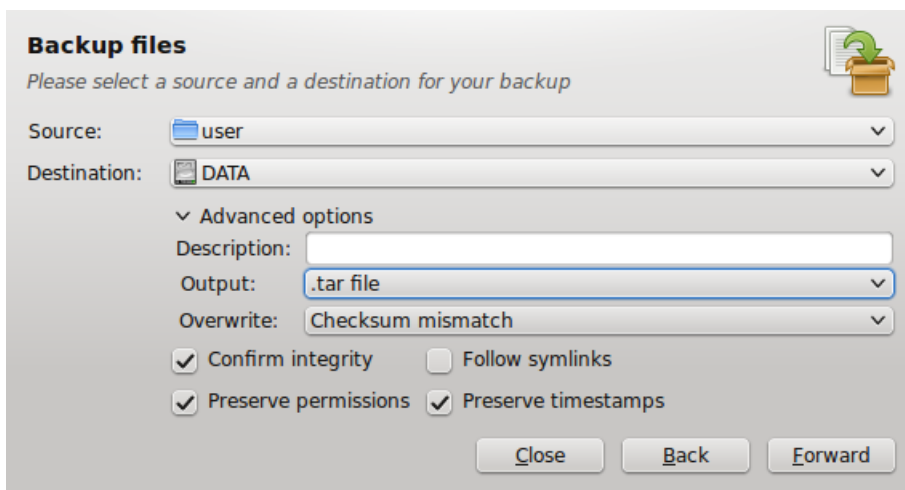 Backup files
Please select a source and a destination for your backup
Source: user
Destination: DATA
Advanced options
Description:
Output: .tar file
Overwrite: Checksum mismatch
Confirm integrity Follow symlinks
Preserve permissions Preserve timestamps
Close Back Forward